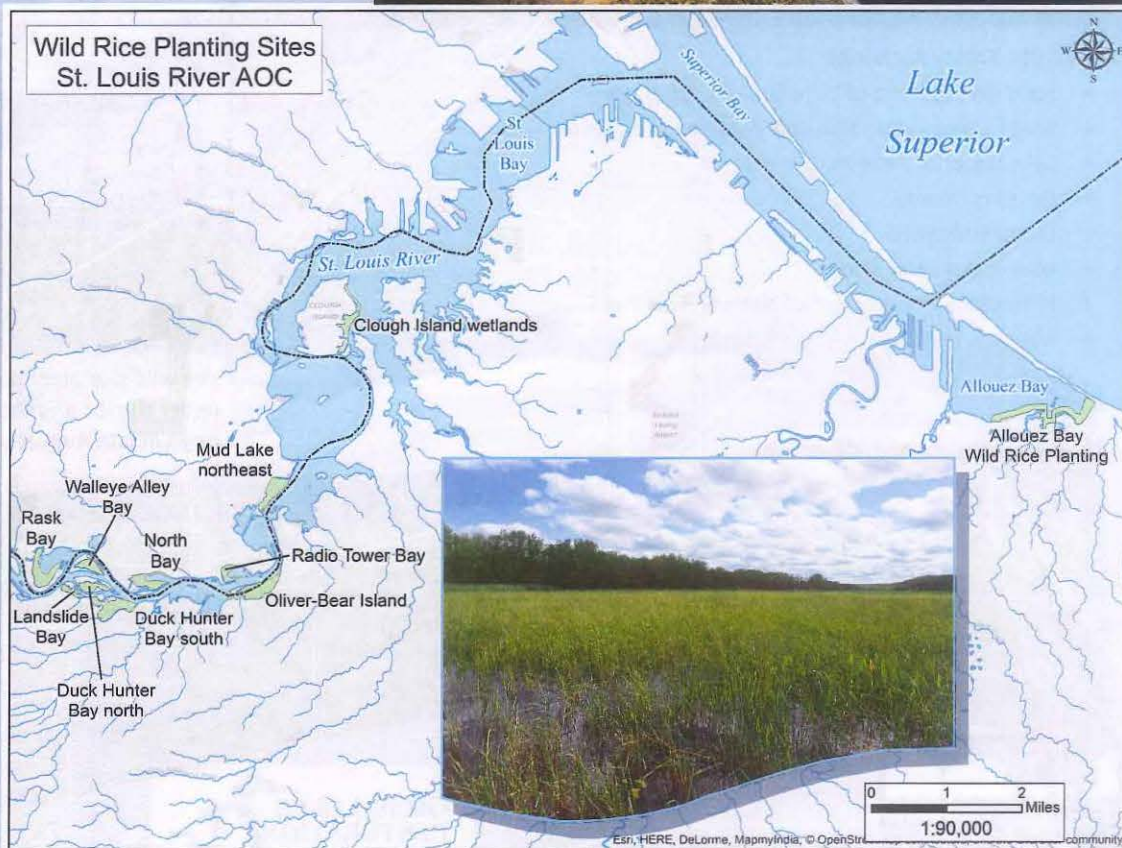 Wild Rice Planting Sites
St. Louis River AOC
N
W
E
S
Lake
Superior
Superior Bay
St
Louis
Bay
St. Louis River
Clough Island wetlands
Allouez Bay
Allouez Bay
Wild Rice Planting
Mud Lake
northeast
Walleye Alley
Bay
Rask
Bay
North
Bay
Radio Tower Bay
Oliver-Bear Island
Landslide
Bay
Duck Hunter
Bay south
Duck Hunter
Bay north
0 1 2
Miles
1:90,000
Esri, HERE, DeLorme, MapmyIndia, © community